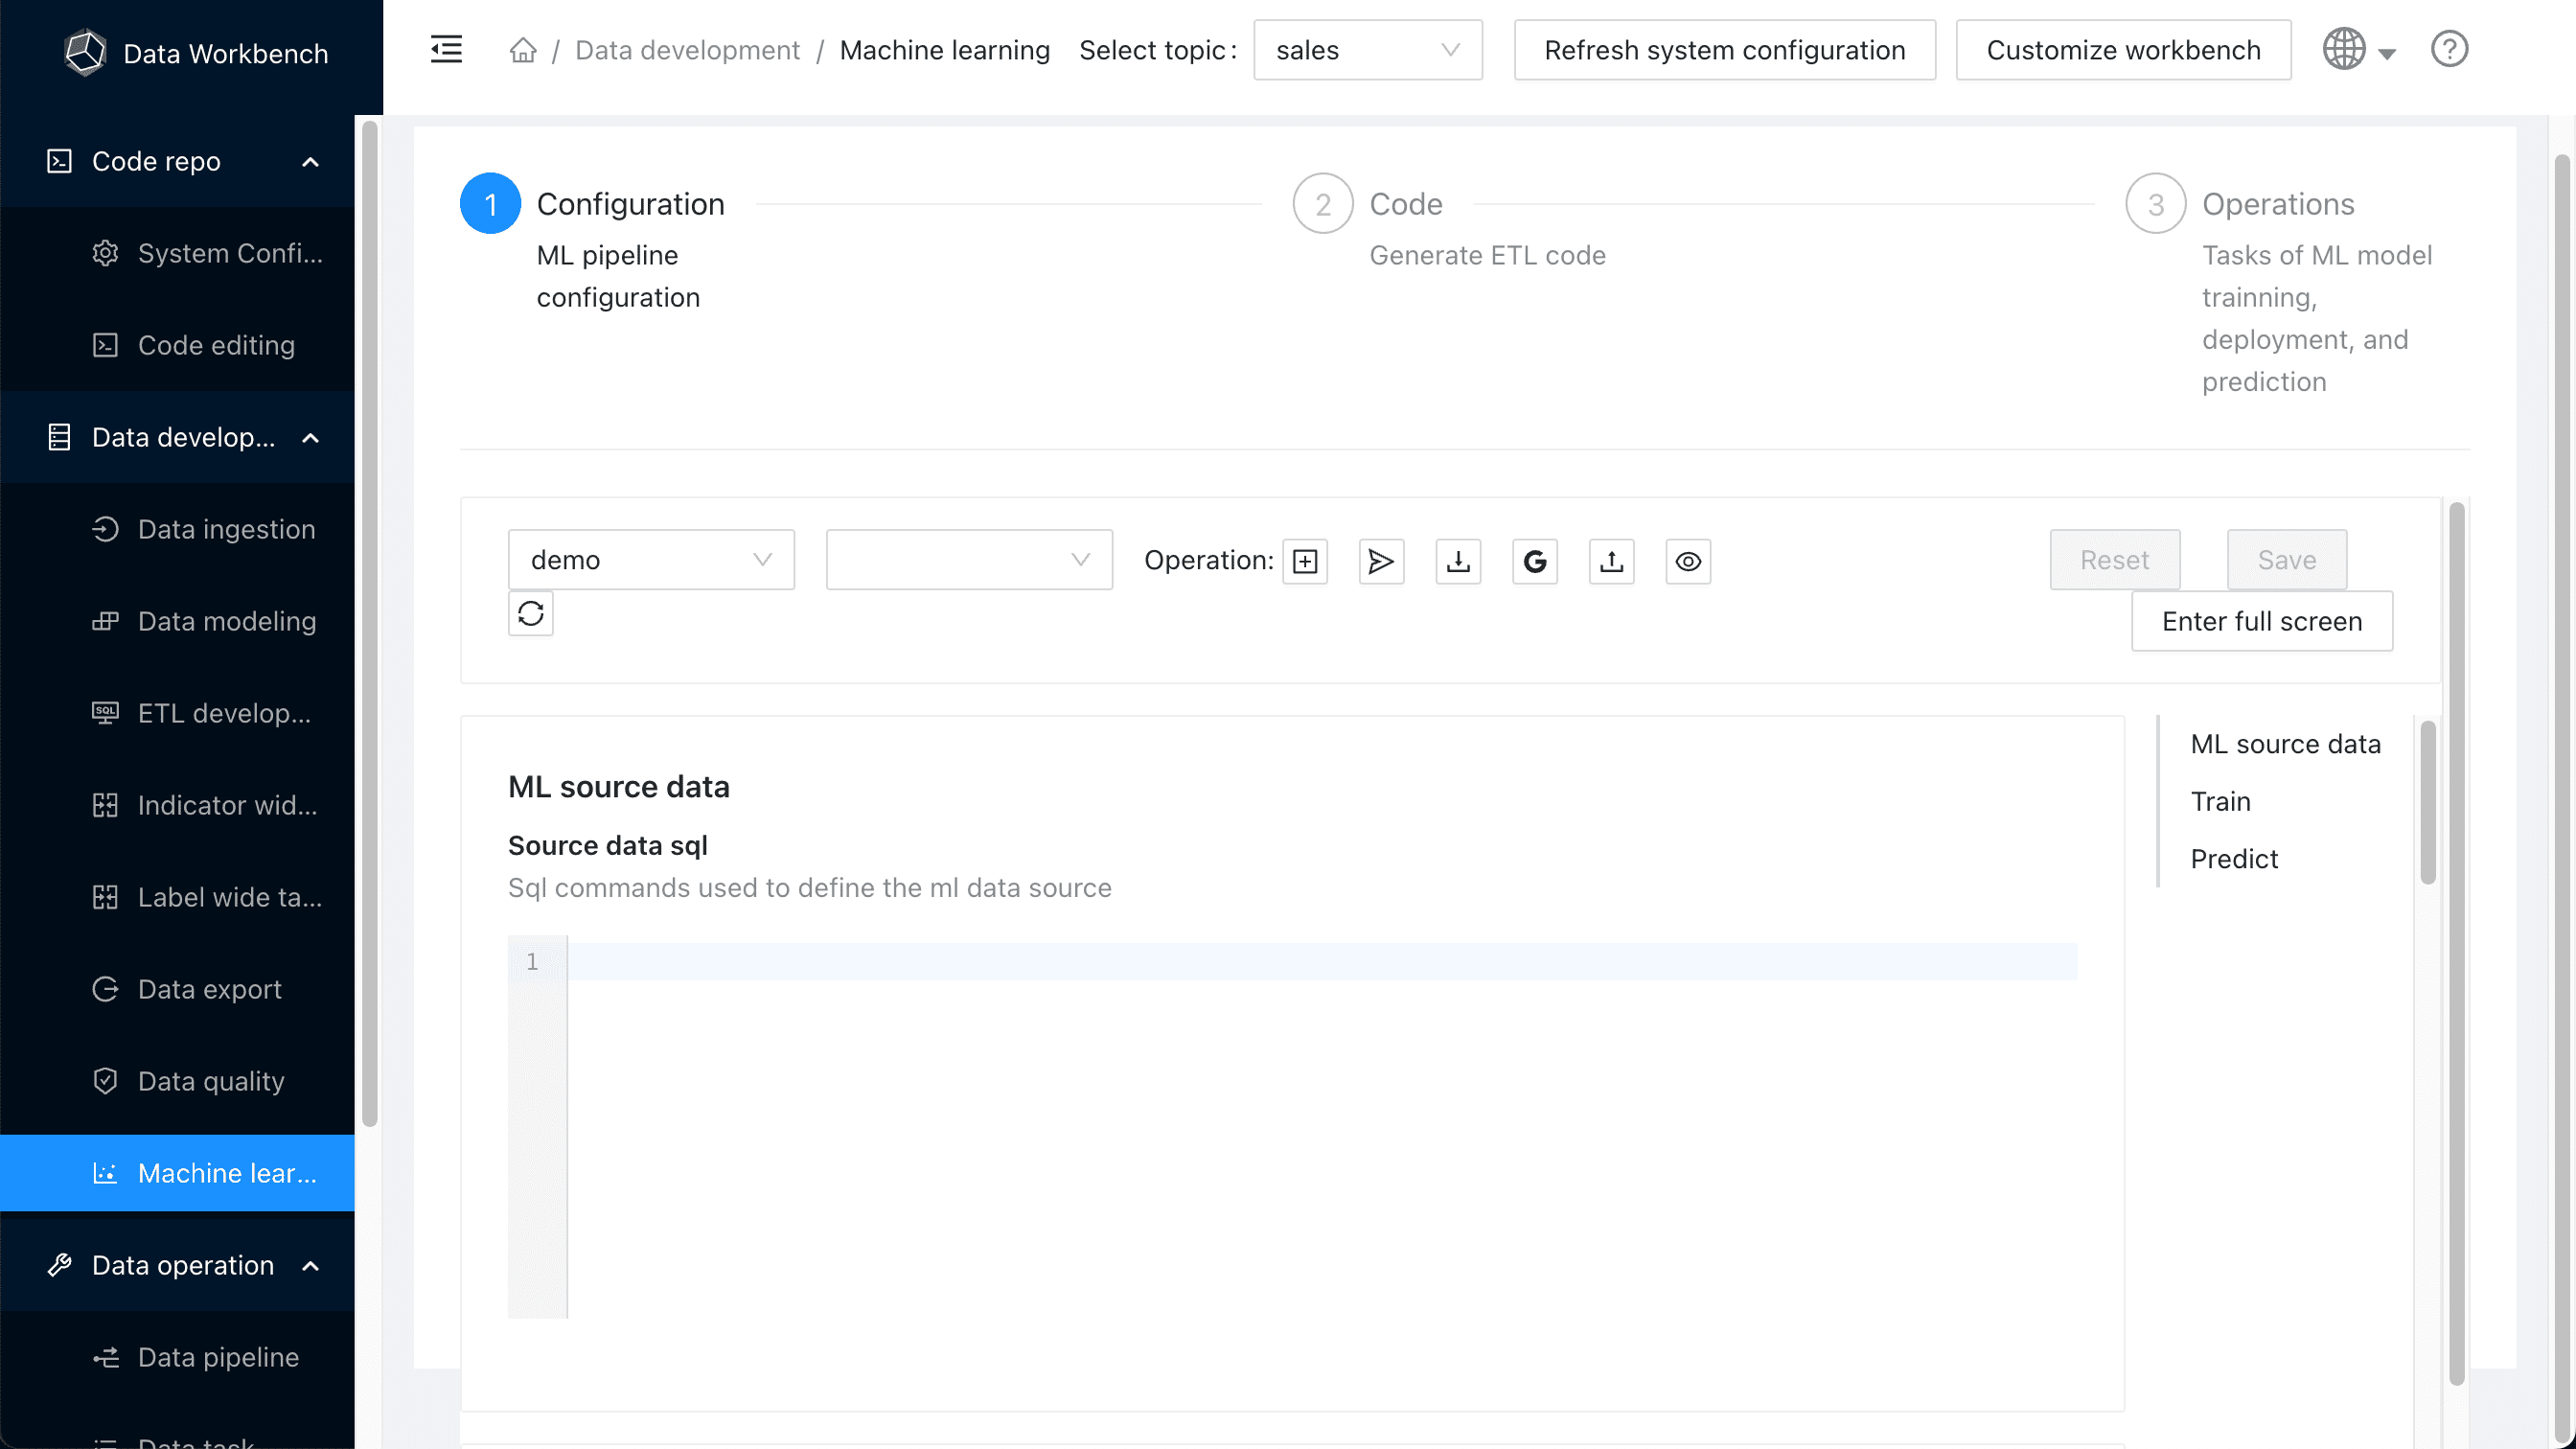 Data Workbench
/ Data development / Machine learning Select topic: sales Refresh system configuration Customize workbench
Code repo
System Confi...
Code editing
Data develop...
Data ingestion
Data modeling
SQL ETL develop...
Indicator wid...
Label wide ta...
Data export
Data quality
Machine lear...
Data operation
Data pipeline
Data task
1 Configuration
ML pipeline
configuration
2 Code
Generate ETL code
3 Operations
Tasks of ML model
trainning,
deployment, and
prediction
demo Operation: G Reset Save
Enter full screen
ML source data
Source data sql
Sql commands used to define the ml data source
1
ML source data
Train
Predict